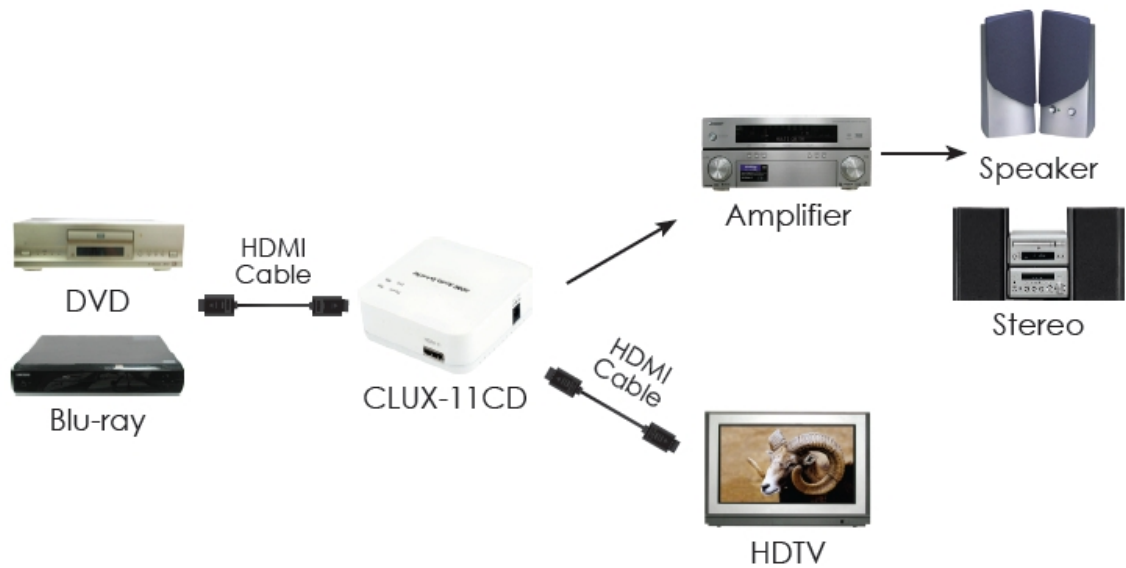 DVD
Blu-ray
HDMI
Cable
CLUX-11CD
HDMI
Cable
Amplifier
Speaker
Stereo
HDTV